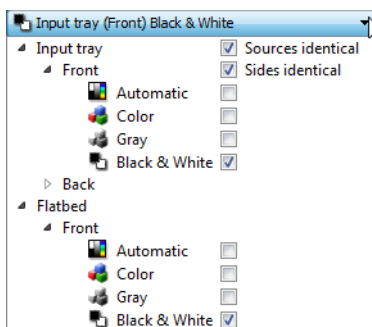 Input tray (Front) Black & White
Input tray Sources identical
Front Sides identical
Automatic
Color
Gray
Black & White
Back
Flatbed
Front
Automatic
Color
Gray
Black & White